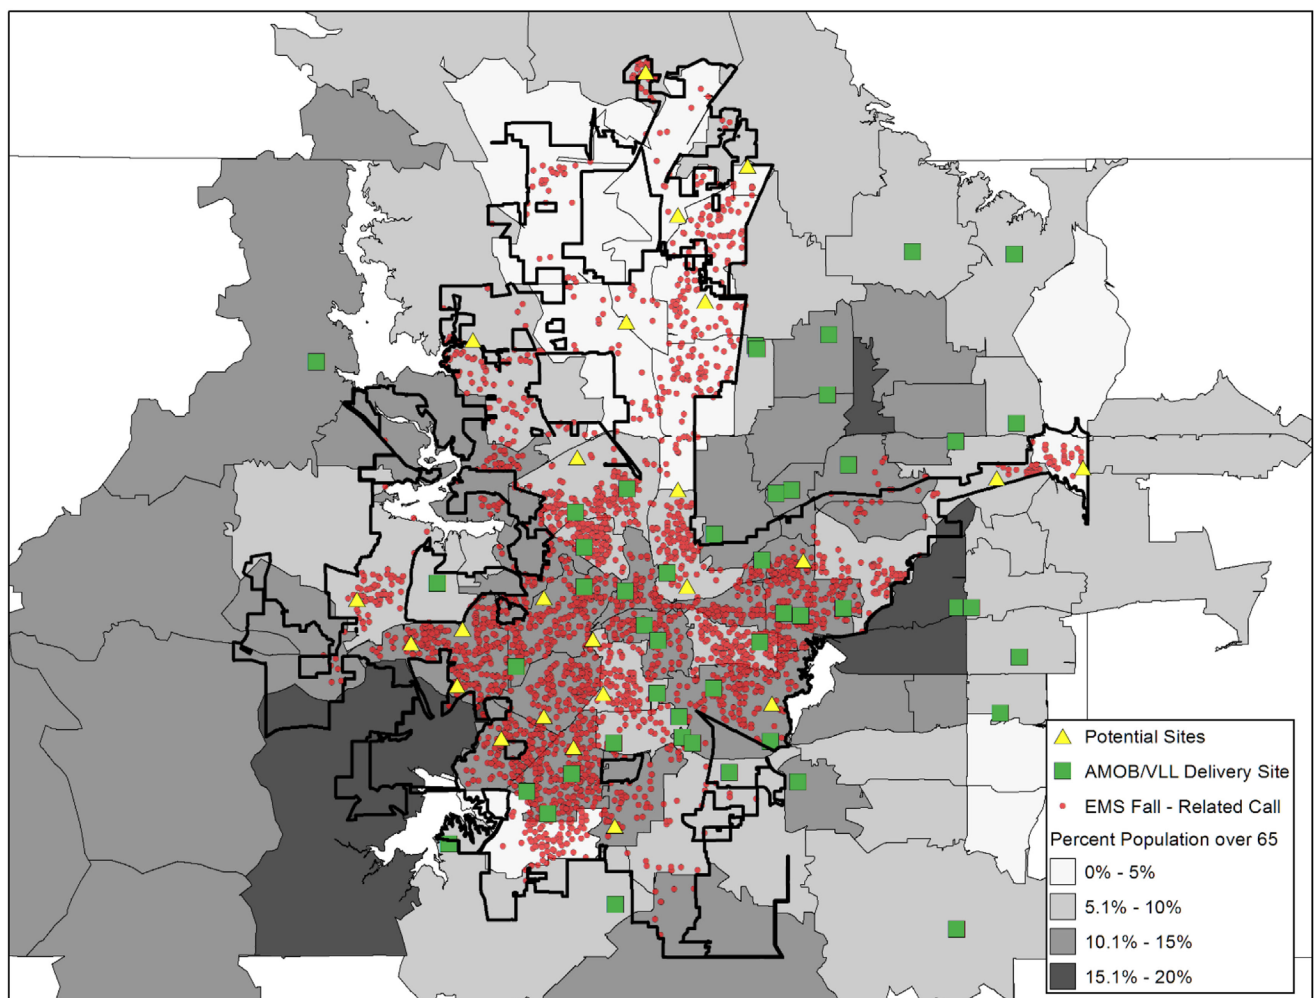 Potential Sites
AMOB/VLL Delivery Site
EMS Fall - Related Call
Percent Population over 65
0% - 5%
5.1% - 10%
10.1% - 15%
15.1% - 20%